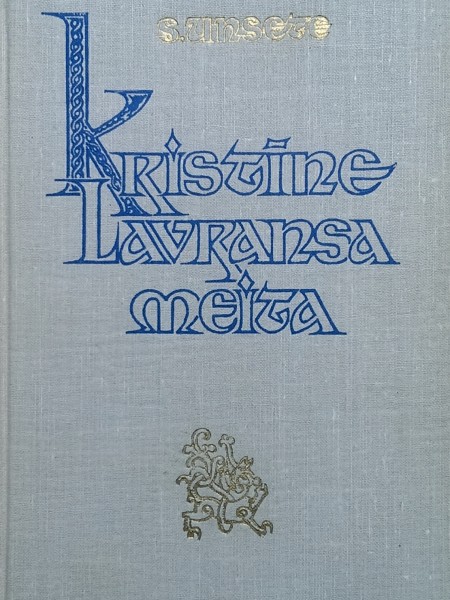 S. Unsete
Kristīne
Lavransa
meita